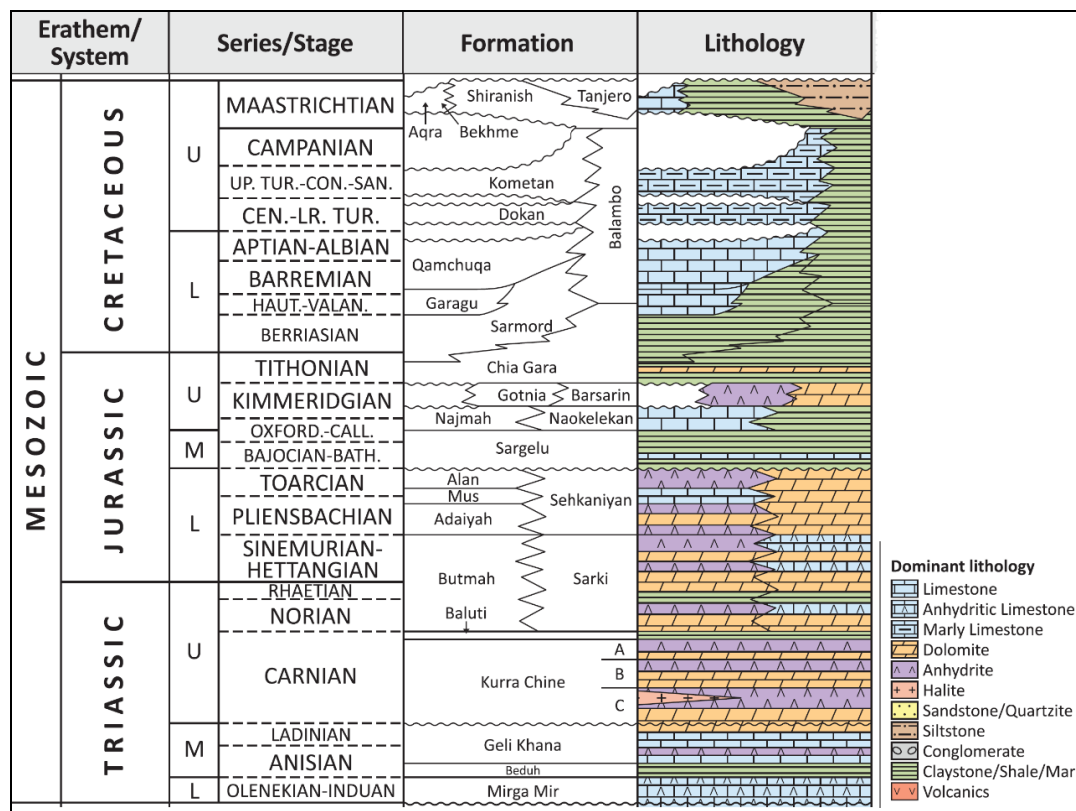 Erathem/
System
Series/Stage
Formation
Lithology
MESOZOIC
CRETACEOUS
U
MAASTRICHTIAN
Shiranish
Tanjero
Aqra
Bekhme
CAMPANIAN
UP. TUR.-CON.-SAN.
Kometan
CEN.-LR. TUR.
Dokan
Balambo
L
APTIAN-ALBIAN
Qamchuqa
BARREMIAN
HAUT.-VALAN.
Garagu
BERRIASIAN
Sarmord
JURASSIC
U
TITHONIAN
Chia Gara
KIMMERIDGIAN
Gotnia
Barsarin
OXFORD.-CALL.
Najmah
Naokelekan
M
BAJOCIAN-BATH.
Sargelu
L
TOARCIAN
Alan
Mus
Sehkaniyan
PLIENSBACHIAN
Adaiyah
SINEMURIAN-
HETTANGIAN
Butmah
Sarki
TRIASSIC
U
RHAETIAN
NORIAN
Baluti
CARNIAN
Kurra Chine
A
B
C
M
LADINIAN
Geli Khana
ANISIAN
Beduh
L
OLENEKIAN-INDUAN
Mirga Mir
Dominant lithology
Limestone
Anhydritic Limestone
Marly Limestone
Dolomite
Anhydrite
Halite
Sandstone/Quartzite
Siltstone
Conglomerate
Claystone/Shale/Mar
Volcanics